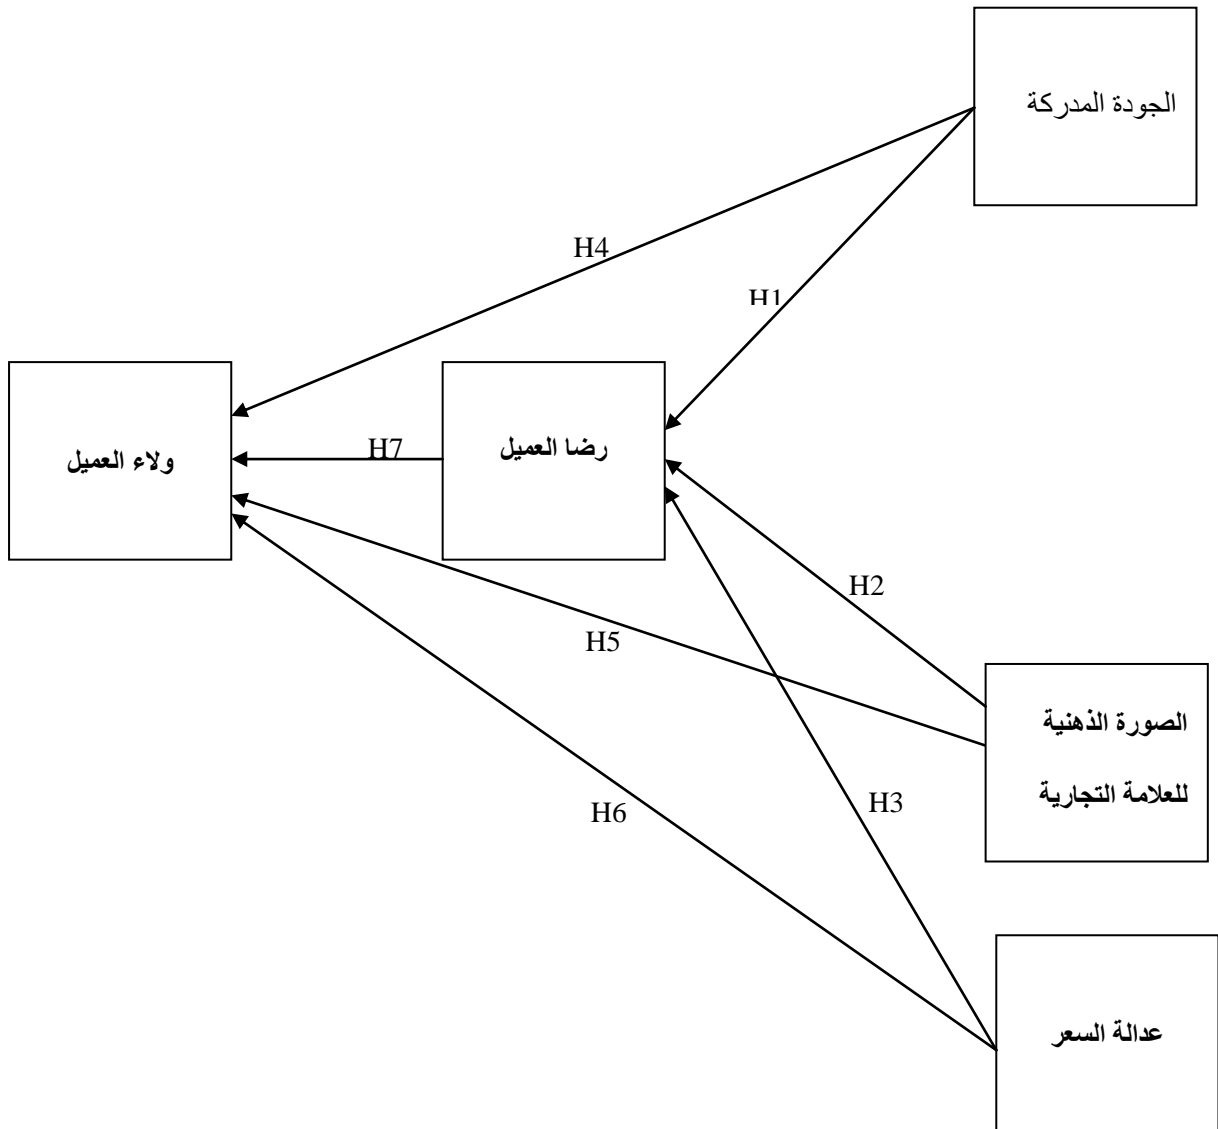 الجودة المدركة
H4
H1
رضا العميل
ولاء العميل
H7
H2
H5
الصورة الذهنية
للعلامة التجارية
H3
H6
عدالة السعر